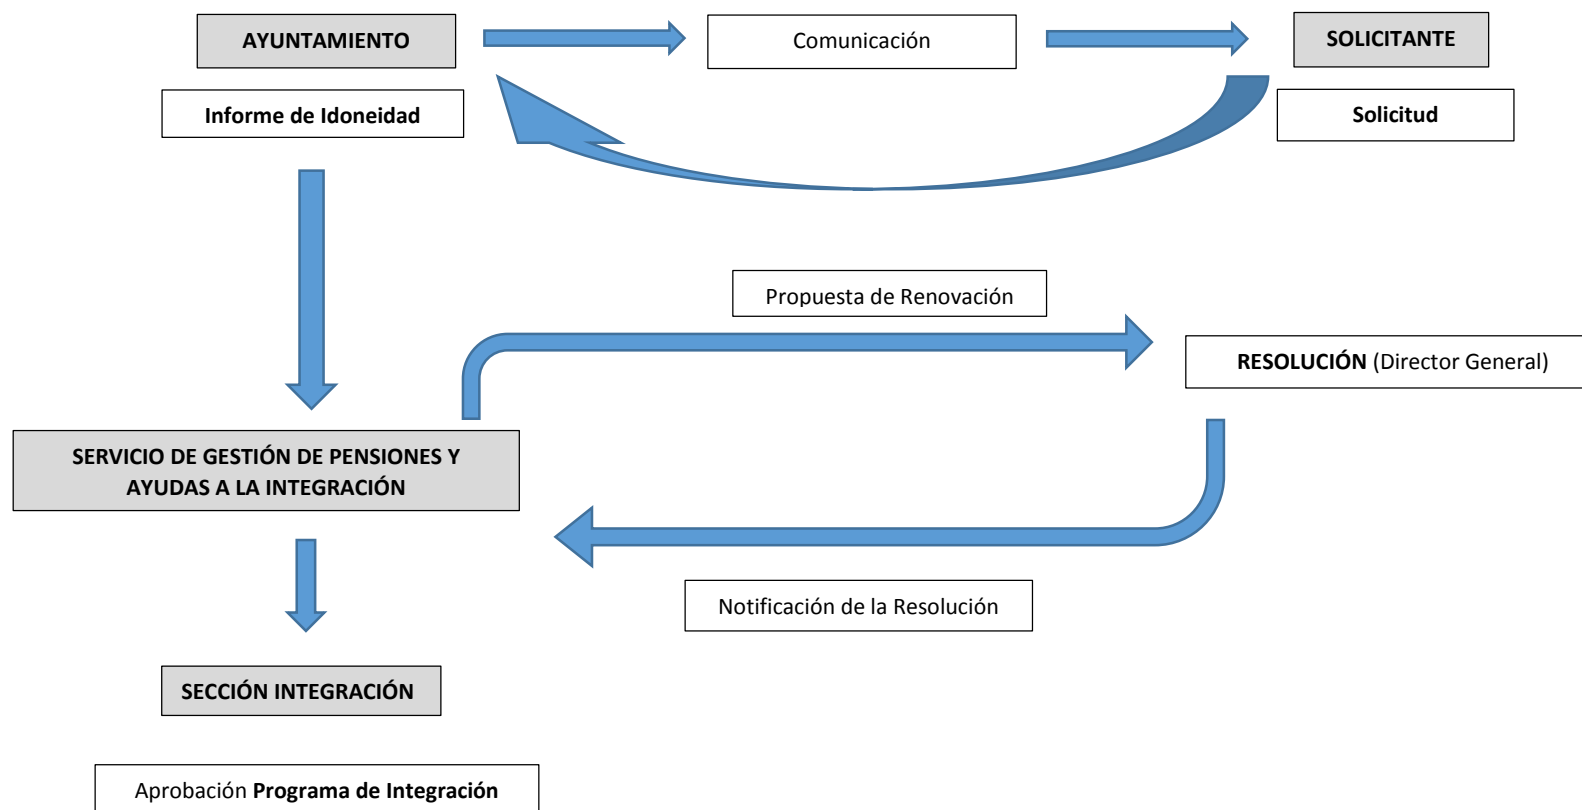 AYUNTAMIENTO
Comunicación
SOLICITANTE
Informe de Idoneidad
Solicitud
Propuesta de Renovación
RESOLUCIÓN (Director General)
SERVICIO DE GESTIÓN DE PENSIONES Y
AYUDAS A LA INTEGRACIÓN
Notificación de la Resolución
SECCIÓN INTEGRACIÓN
Aprobación Programa de Integración